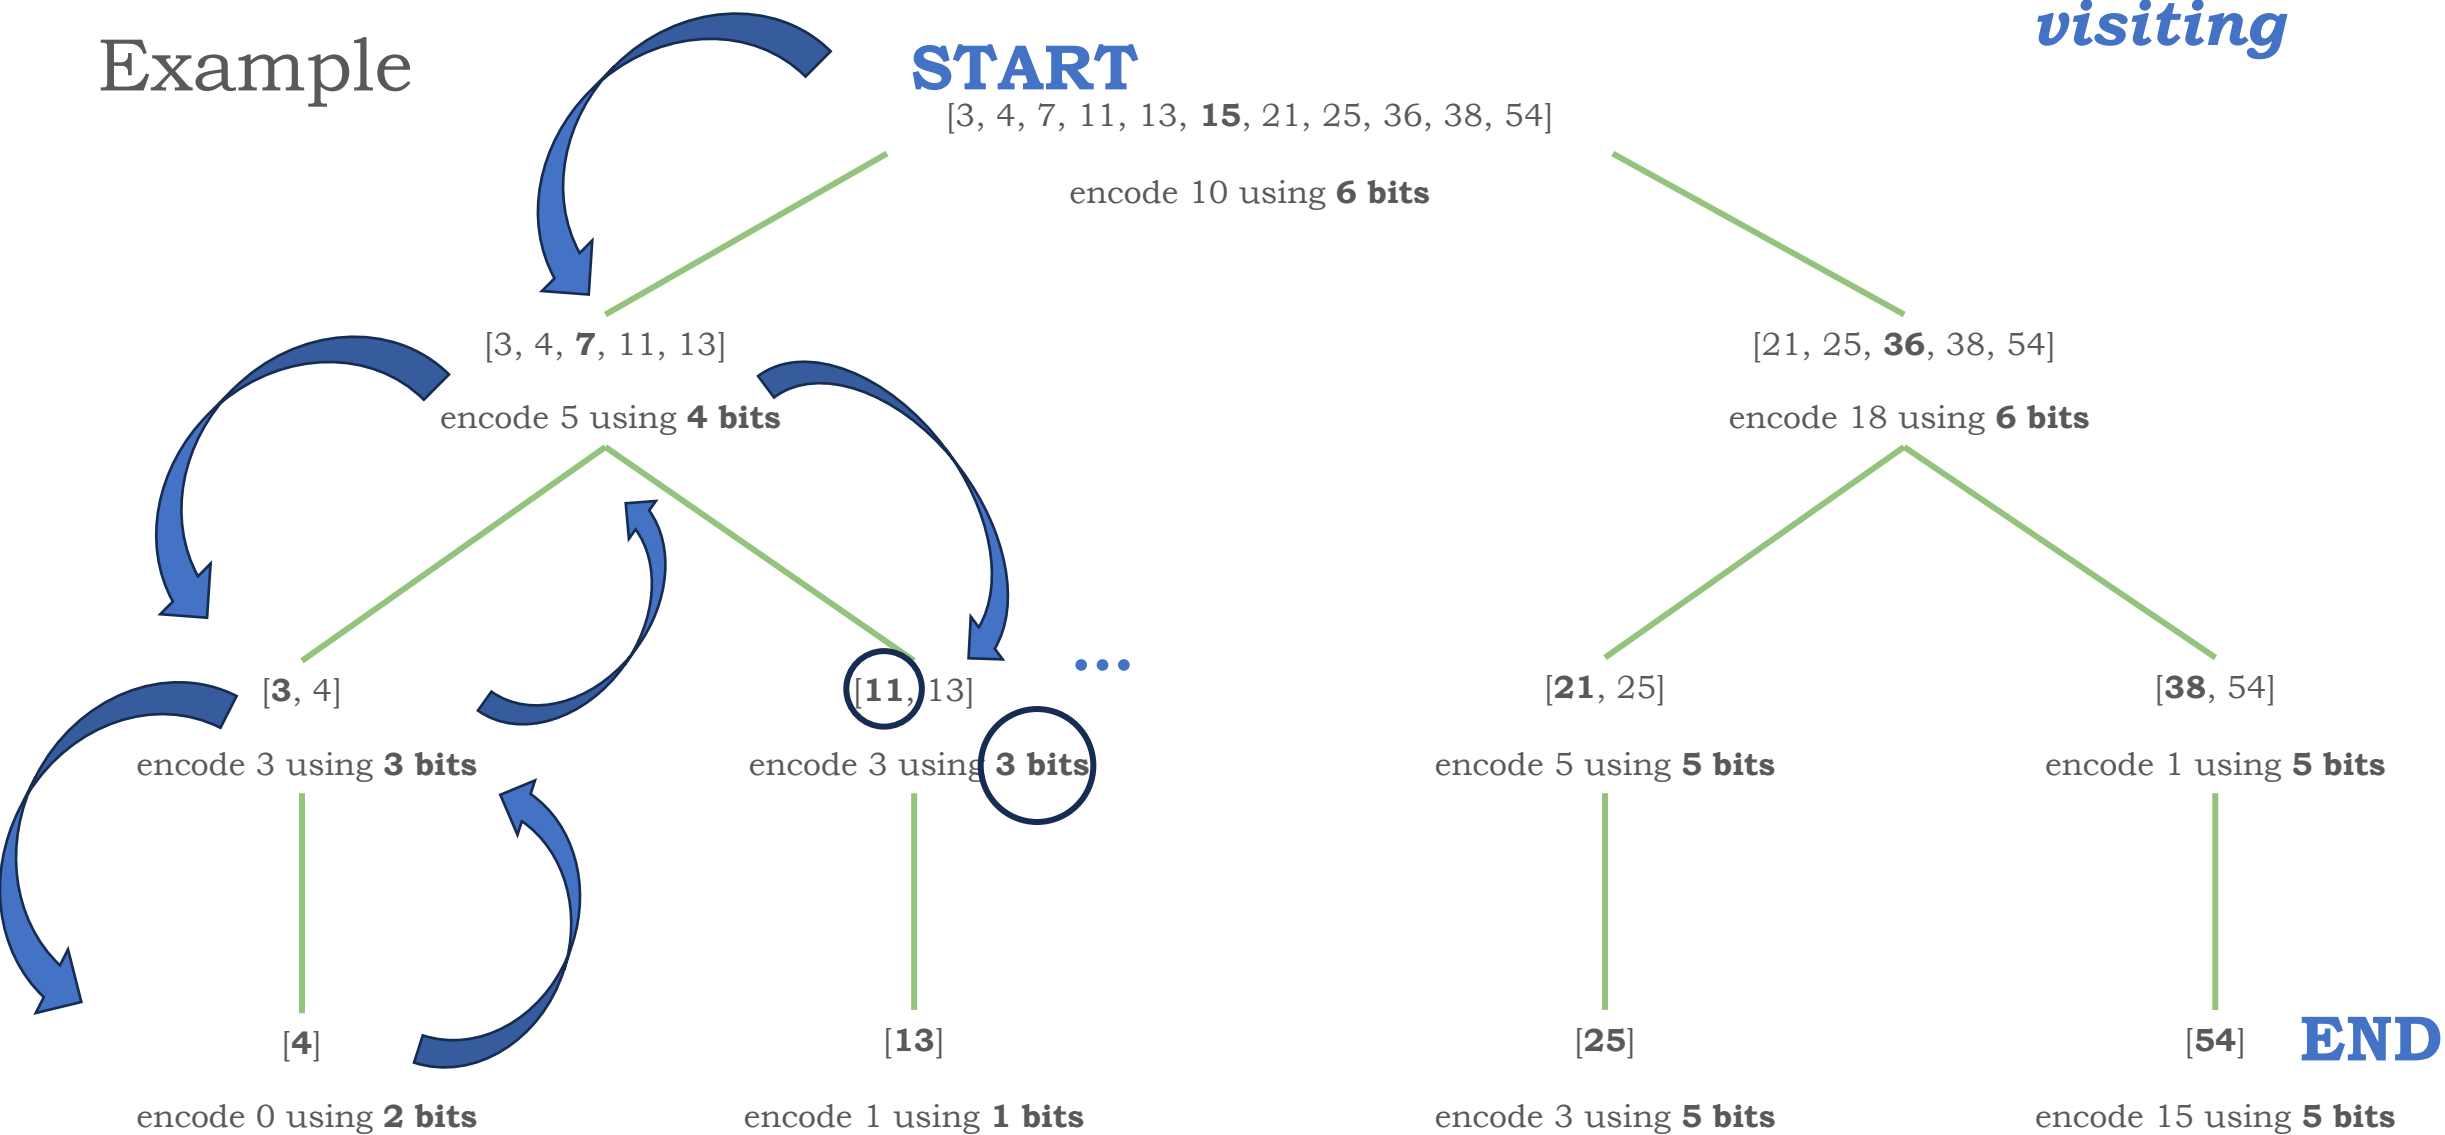 visiting
Example
START
[3, 4, 7, 11, 13, 15, 21, 25, 36, 38, 54]
encode 10 using 6 bits
[3, 4, 7, 11, 13]
[21, 25, 36, 38, 54]
encode 5 using 4 bits
encode 18 using 6 bits
...
[3, 4]
[11, 13]
[21, 25]
[38, 54]
encode 3 using 3 bits
encode 3 using 3 bits
encode 5 using 5 bits
encode 1 using 5 bits
[4]
[13]
[25]
[54]
END
encode 0 using 2 bits
encode 1 using 1 bits
encode 3 using 5 bits
encode 15 using 5 bits